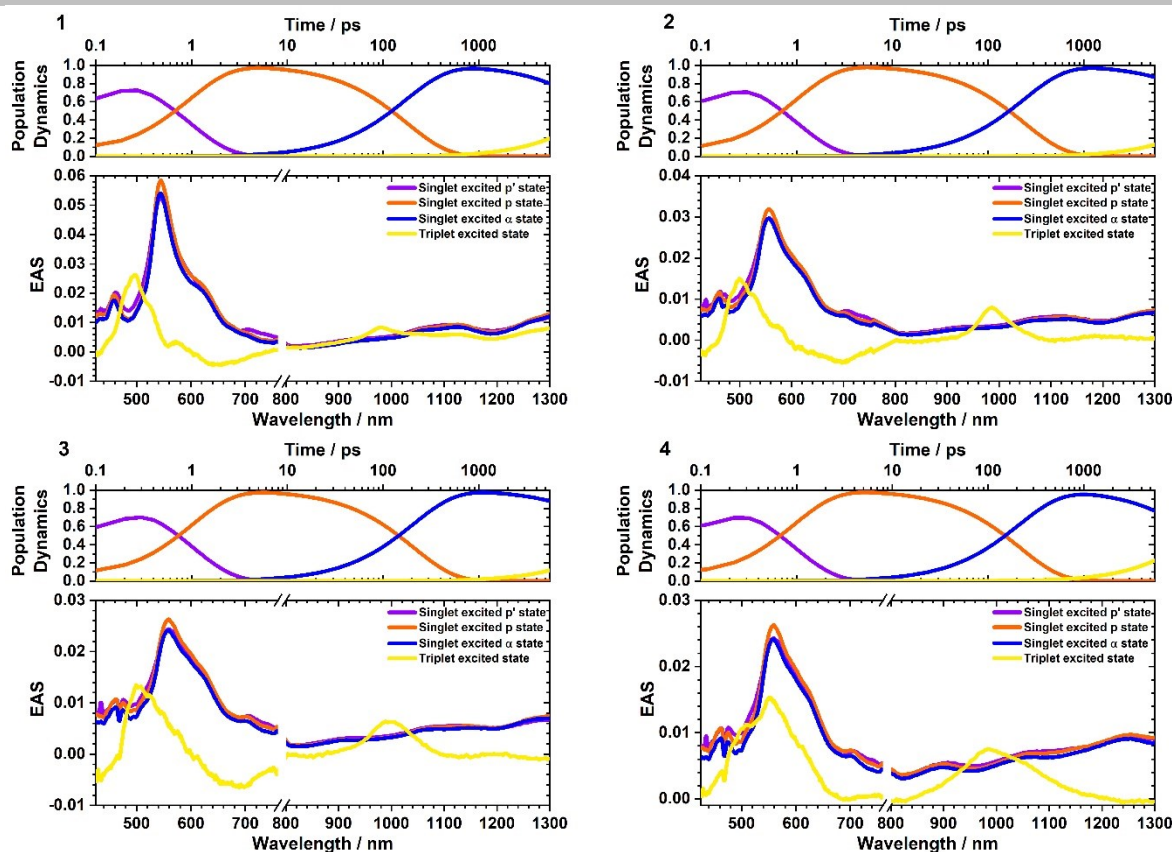 1
Time / ps
0.1 1 10 100 1000
Population
Dynamics
1.0
0.8
0.6
0.4
0.2
0.0
EAS
0.06
0.05
0.04
0.03
0.02
0.01
0.00
-0.01
Singlet excited p' state
Singlet excited p state
Singlet excited α state
Triplet excited state
500 600 700 800 900 1000 1100 1200 1300
Wavelength / nm
2
Time / ps
0.1 1 10 100 1000
Population
Dynamics
1.0
0.8
0.6
0.4
0.2
0.0
EAS
0.04
0.03
0.02
0.01
0.00
-0.01
Singlet excited p' state
Singlet excited p state
Singlet excited α state
Triplet excited state
500 600 700 800 900 1000 1100 1200 1300
Wavelength / nm
3
Time / ps
0.1 1 10 100 1000
Population
Dynamics
1.0
0.8
0.6
0.4
0.2
0.0
EAS
0.03
0.02
0.01
0.00
-0.01
Singlet excited p' state
Singlet excited p state
Singlet excited α state
Triplet excited state
500 600 700 800 900 1000 1100 1200 1300
Wavelength / nm
4
Time / ps
0.1 1 10 100 1000
Population
Dynamics
1.0
0.8
0.6
0.4
0.2
0.0
EAS
0.03
0.02
0.01
0.00
Singlet excited p' state
Singlet excited p state
Singlet excited α state
Triplet excited state
500 600 700 800 900 1000 1100 1200 1300
Wavelength / nm